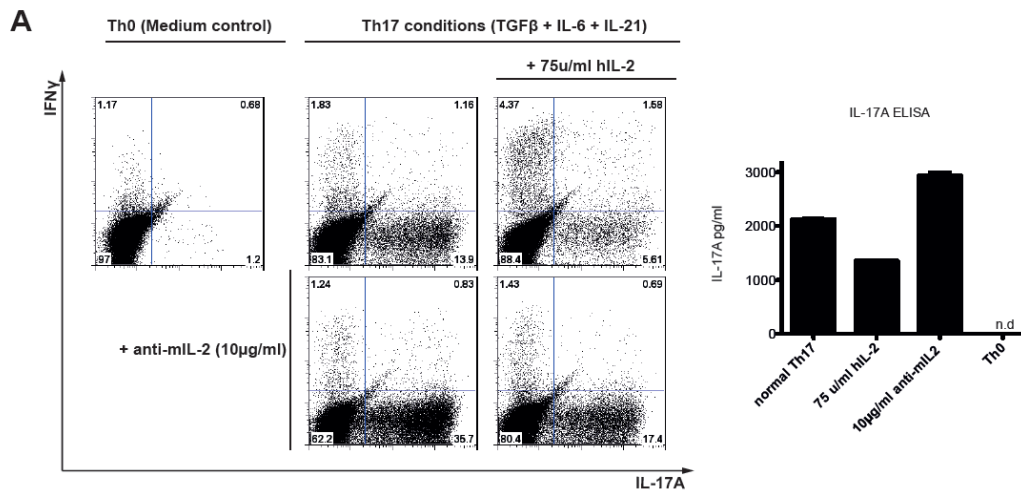 A
Th0 (Medium control)
Th17 conditions (TGFβ + IL-6 + IL-21)
+ 75u/ml hIL-2
IFNγ
1.17 0.68
97 1.2
1.83 1.16
83.1 13.9
4.37 1.58
88.4 5.61
+ anti-mIL-2 (10µg/ml)
1.24 0.83
62.2 35.7
1.43 0.69
80.4 17.4
IL-17A
IL-17A ELISA
IL-17A pg/ml
3000
2000
1000
0
n.d
normal Th17
75 u/ml hIL-2
10µg/ml anti-mIL2
Th0